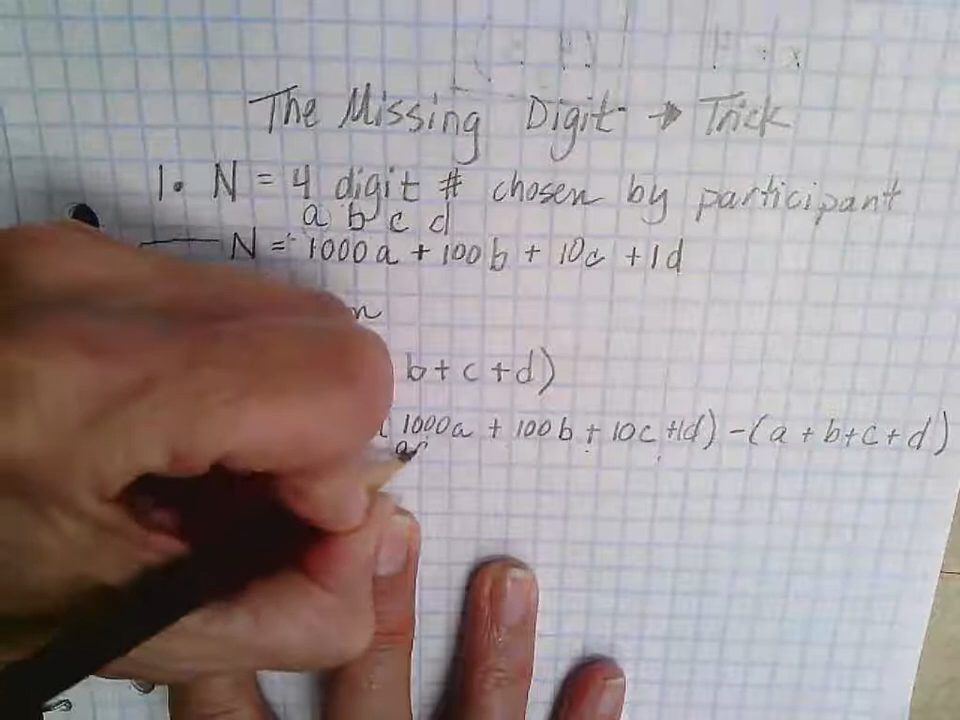 The Missing Digit Trick
1. N = 4 digit # chosen by participant
a b c d
N = 1000a + 100b + 10c + 1d
b + c + d)
(1000a + 100b + 10c + 1d) - (a + b + c + d)